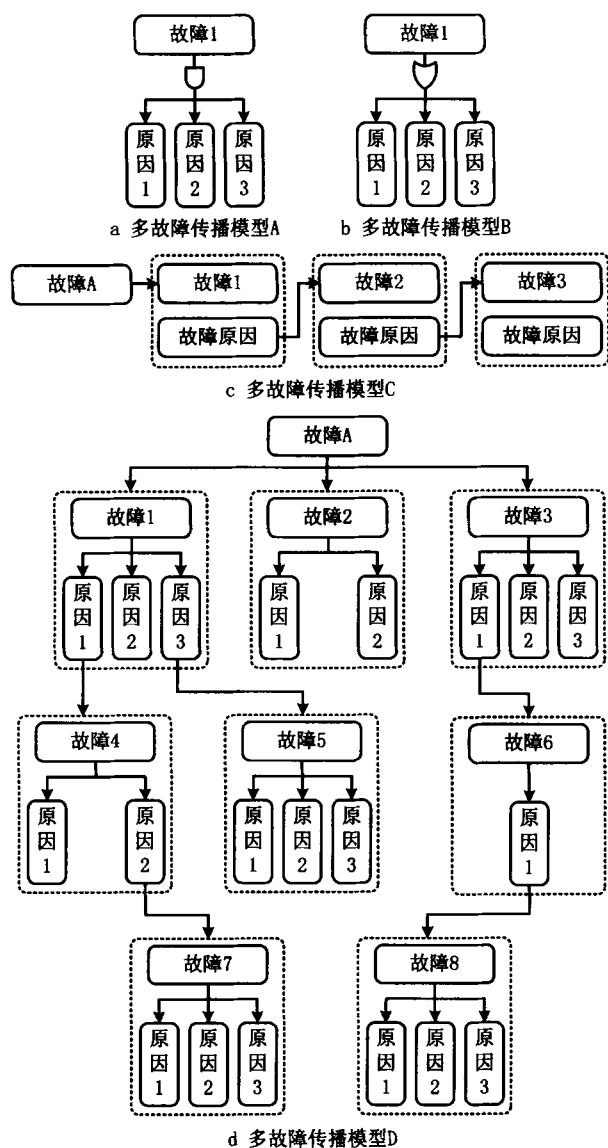 故障1 故障1
原因1 原因2 原因3 原因1 原因2 原因3
a 多故障传播模型A b 多故障传播模型B
故障A 故障1 故障2 故障3
故障原因 故障原因 故障原因
c 多故障传播模型C
故障A
故障1 故障2 故障3
原因1 原因2 原因3 原因1 原因2 原因1 原因2 原因3
故障4 故障5 故障6
原因1 原因2 原因1 原因2 原因3 原因1
故障7 故障8
原因1 原因2 原因3 原因1 原因2 原因3
d 多故障传播模型D